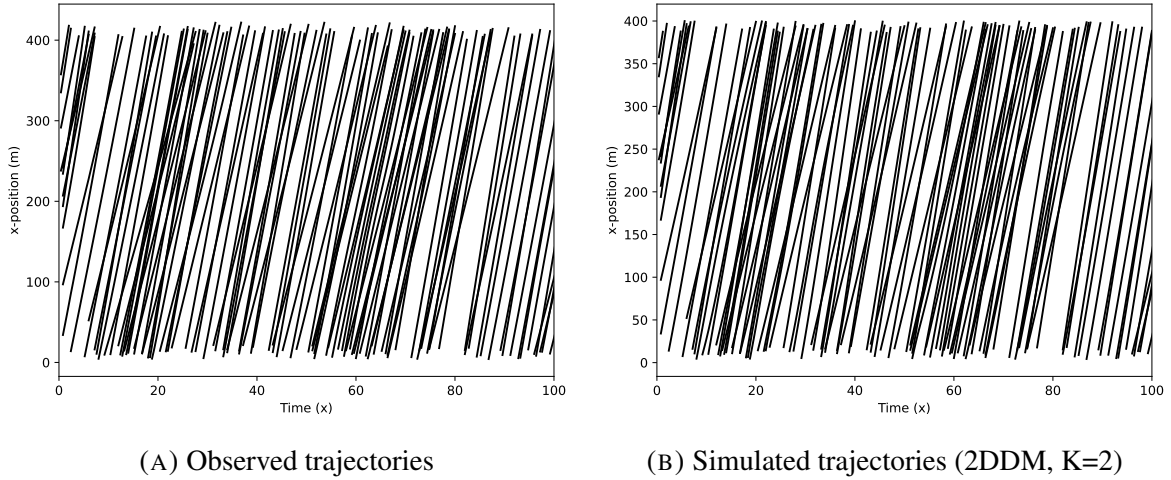 400
300
200
100
0
x-position (m)
0 20 40 60 80 100
Time (x)
(A) Observed trajectories
400
350
300
250
200
150
100
50
0
x-position (m)
0 20 40 60 80 100
Time (x)
(B) Simulated trajectories (2DDM, K=2)